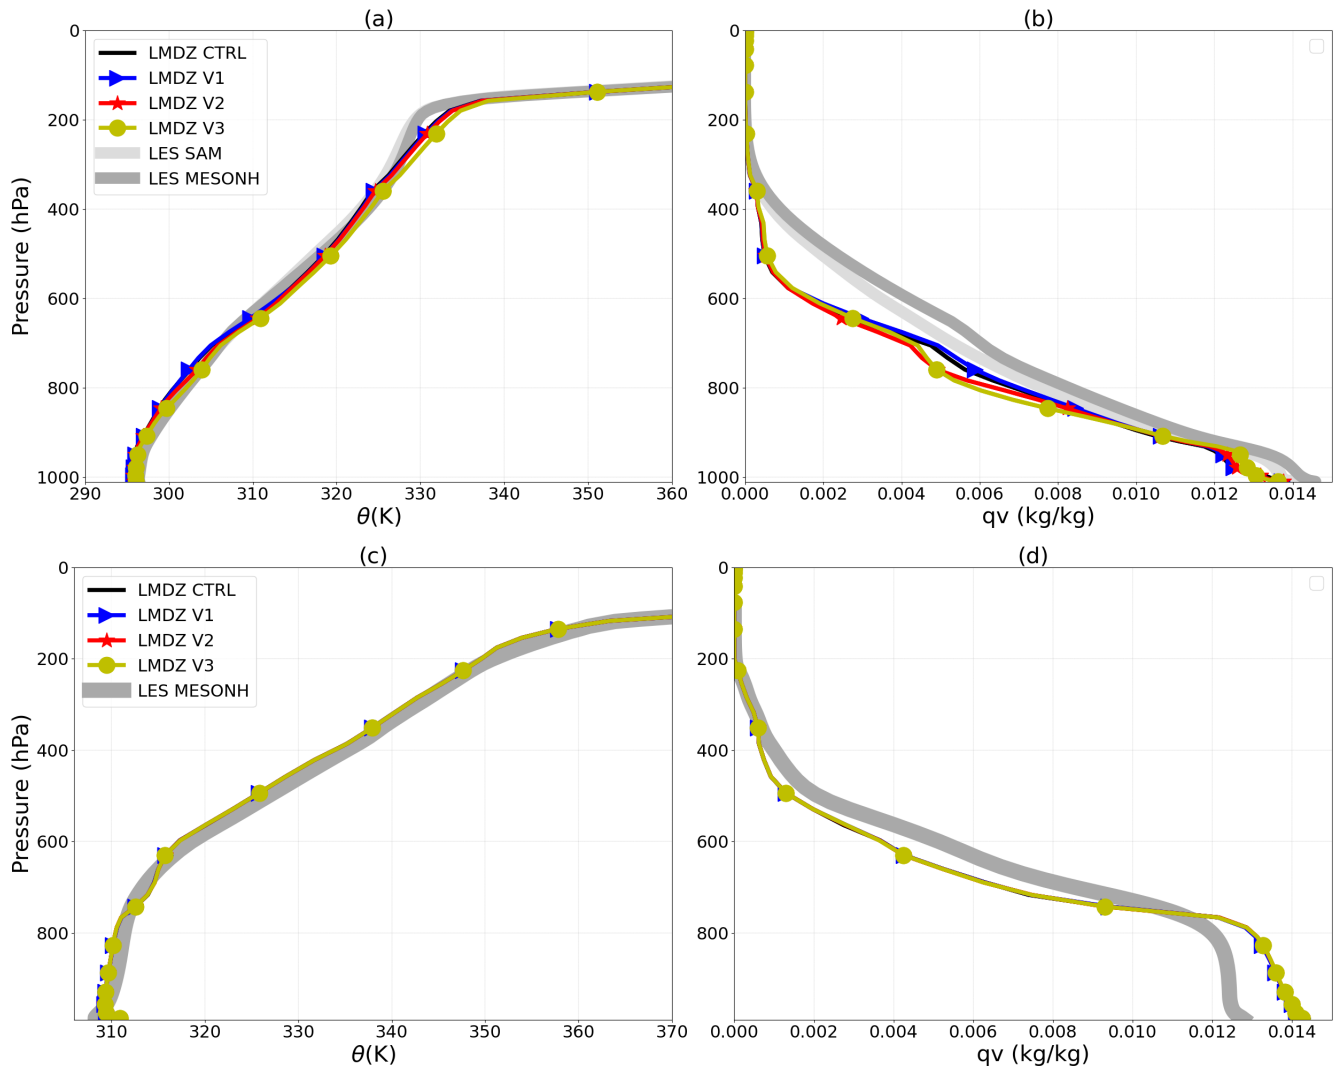 (a)
(b)
0
200
400
600
800
1000
Pressure (hPa)
LMDZ CTRL
LMDZ V1
LMDZ V2
LMDZ V3
LES SAM
LES MESONH
290 300 310 320 330 340 350 360
θ(K)
0
200
400
600
800
1000
0.000 0.002 0.004 0.006 0.008 0.010 0.012 0.014
qv (kg/kg)
(c)
(d)
0
200
400
600
800
Pressure (hPa)
LMDZ CTRL
LMDZ V1
LMDZ V2
LMDZ V3
LES MESONH
310 320 330 340 350 360 370
θ(K)
0
200
400
600
800
0.000 0.002 0.004 0.006 0.008 0.010 0.012 0.014
qv (kg/kg)